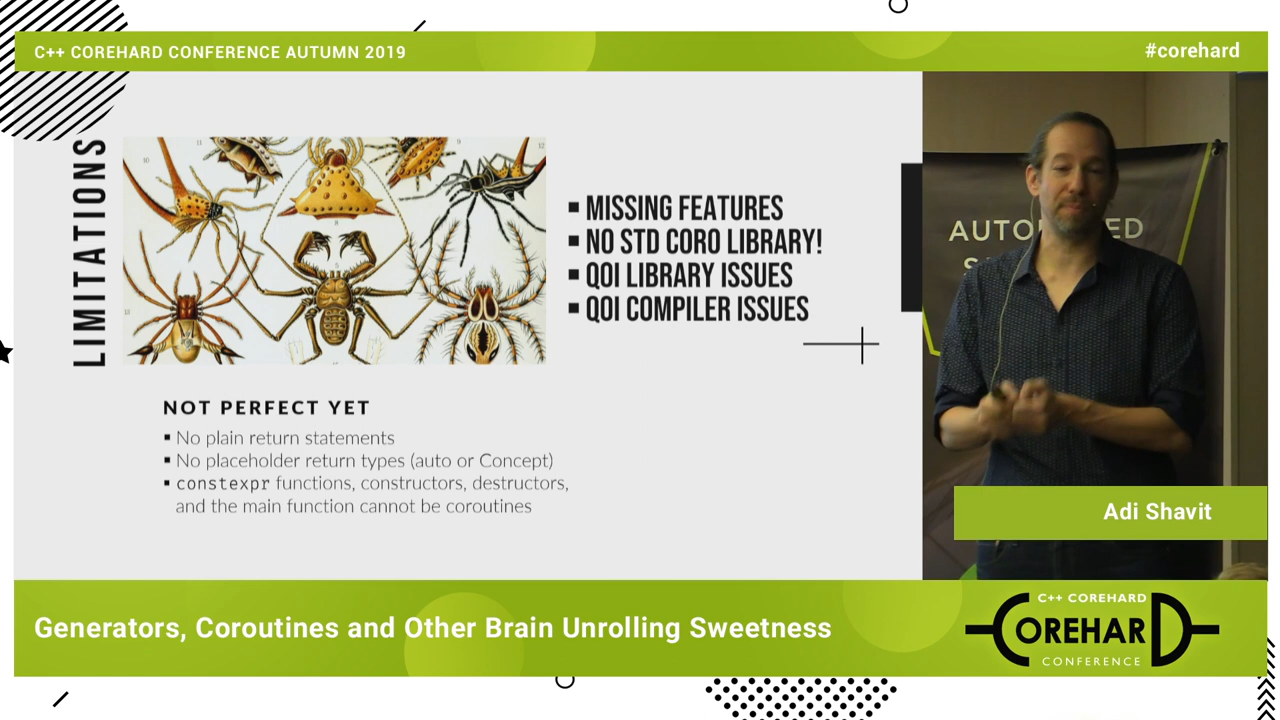 C++ COREHARD CONFERENCE AUTUMN 2019
#corehard
LIMITATIONS
▪ MISSING FEATURES
▪ NO STD CORO LIBRARY!
▪ QOI LIBRARY ISSUES
▪ QOI COMPILER ISSUES
NOT PERFECT YET
▪ No plain return statements
▪ No placeholder return types (auto or Concept)
▪ constexpr functions, constructors, destructors,
and the main function cannot be coroutines
Adi Shavit
Generators, Coroutines and Other Brain Unrolling Sweetness
C++ COREHARD
COREHARD
CONFERENCE